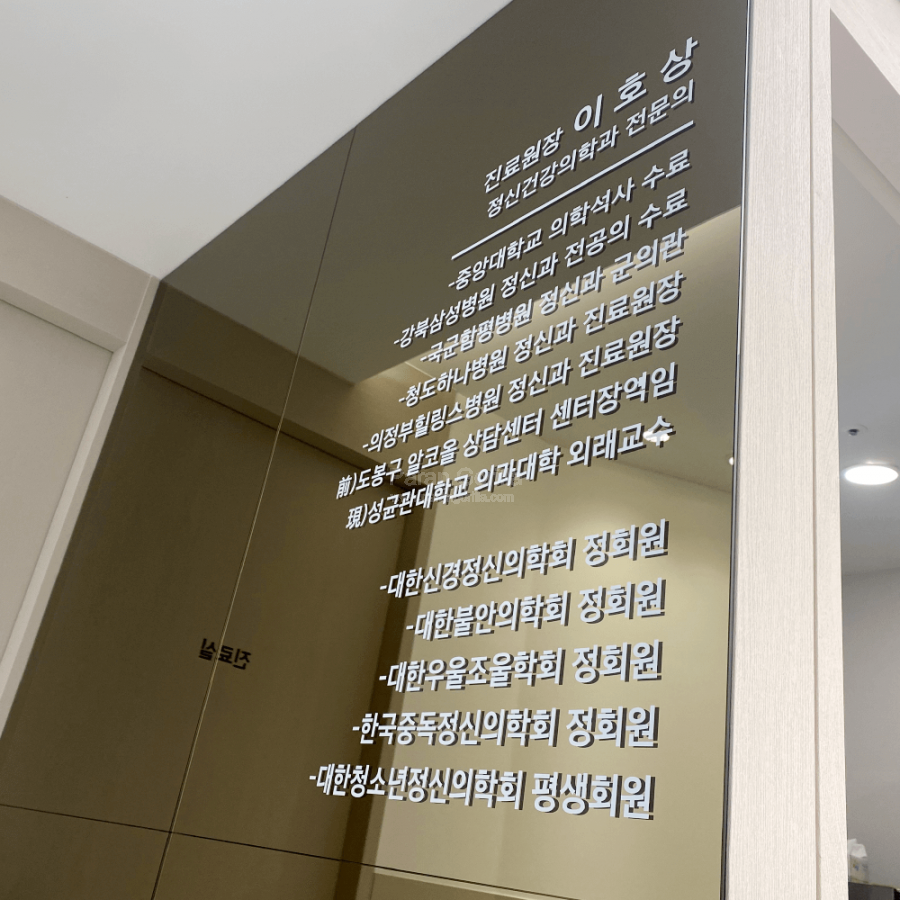 진료원장 이호상
정신건강의학과 전문의
-중앙대학교 의학석사 수료
-강북삼성병원 정신과 전공의 수료
-국군함평병원 정신과 군의관
-청도하나병원 정신과 진료원장
-의정부힐링스병원 정신과 진료원장
前)도봉구 알코올 상담센터 센터장역임
現)성균관대학교 의과대학 외래교수
-대한신경정신의학회 정회원
-대한불안의학회 정회원
-대한우울조울학회 정회원
-한국중독정신의학회 정회원
-대한청소년정신의학회 평생회원
진료실